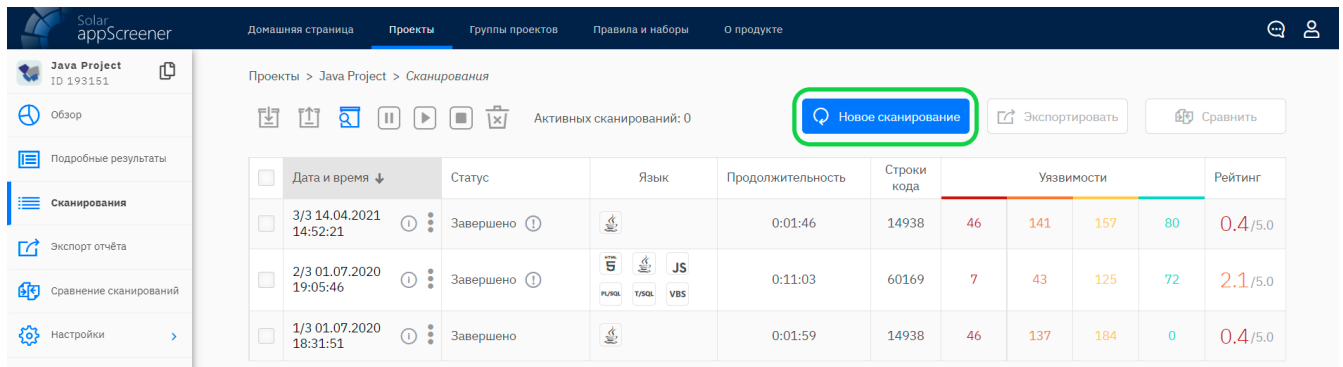 Solar
appScreener
Домашняя страница Проекты Группы проектов Правила и наборы О продукте
Java Project
ID 193151
Проекты > Java Project > Сканирования
Обзор
Активных сканирований: 0 Новое сканирование Экспортировать Сравнить
Подробные результаты
Дата и время Статус Язык Продолжительность Строки кода Уязвимости Рейтинг
Сканирования
3/3 14.04.2021
14:52:21 Завершено 0:01:46 14938 46 141 157 80 0.4/5.0
Экспорт отчёта
2/3 01.07.2020
19:05:46 Завершено HTML 5 JS PL/SQL T/SQL VBS 0:11:03 60169 7 43 125 72 2.1/5.0
Сравнение сканирований
Настройки
1/3 01.07.2020
18:31:51 Завершено 0:01:59 14938 46 137 184 0 0.4/5.0